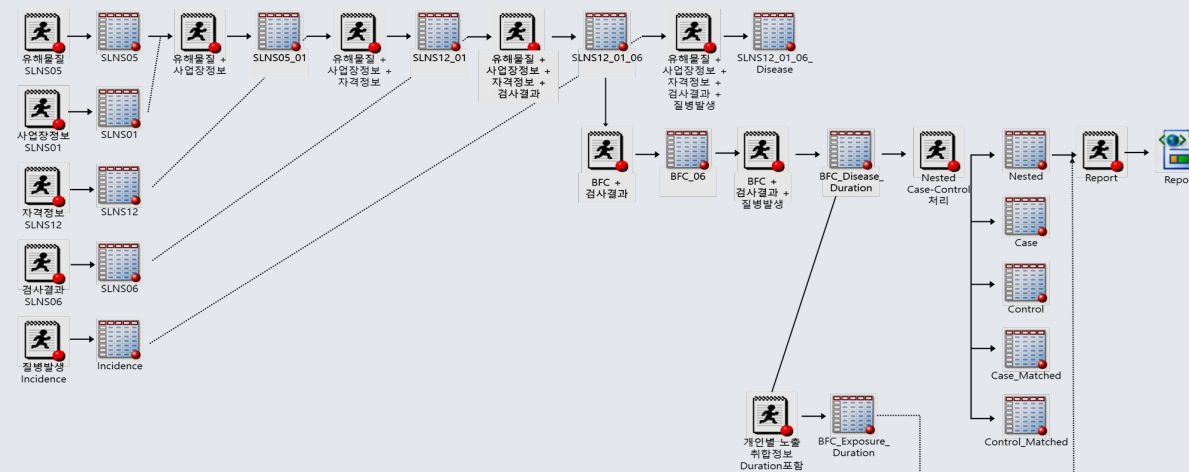 유해물질
SLNS05
SLNS05
유해물질 +
사업장정보
SLNS05_01
유해물질 +
사업장정보 +
자격정보
SLNS12_01
유해물질 +
사업장정보 +
자격정보 +
검사결과
SLNS12_01_06
유해물질 +
사업장정보 +
자격정보 +
검사결과 +
질병발생
SLNS12_01_06_
Disease
사업장정보
SLNS01
SLNS01
BFC +
검사결과
BFC_06
BFC +
검사결과 +
질병발생
BFC_Disease_
Duration
Nested
Case-Control
처리
Nested
Report
Repo
자격정보
SLNS12
SLNS12
Case
검사결과
SLNS06
SLNS06
Control
질병발생
Incidence
Incidence
Case_Matched
개인별 노출
취합정보
Duration포함
BFC_Exposure_
Duration
Control_Matched